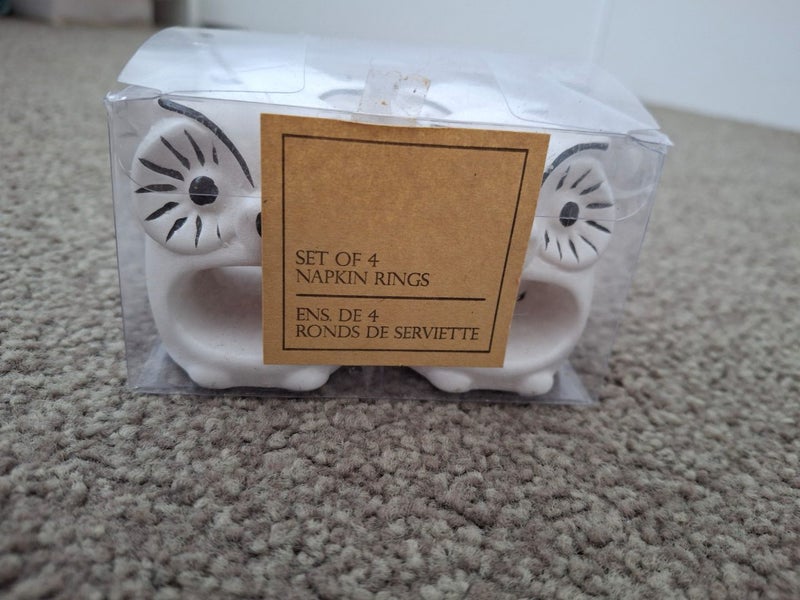 SET OF 4
NAPKIN RINGS
ENS. DE 4
RONDS DE SERVIETTE